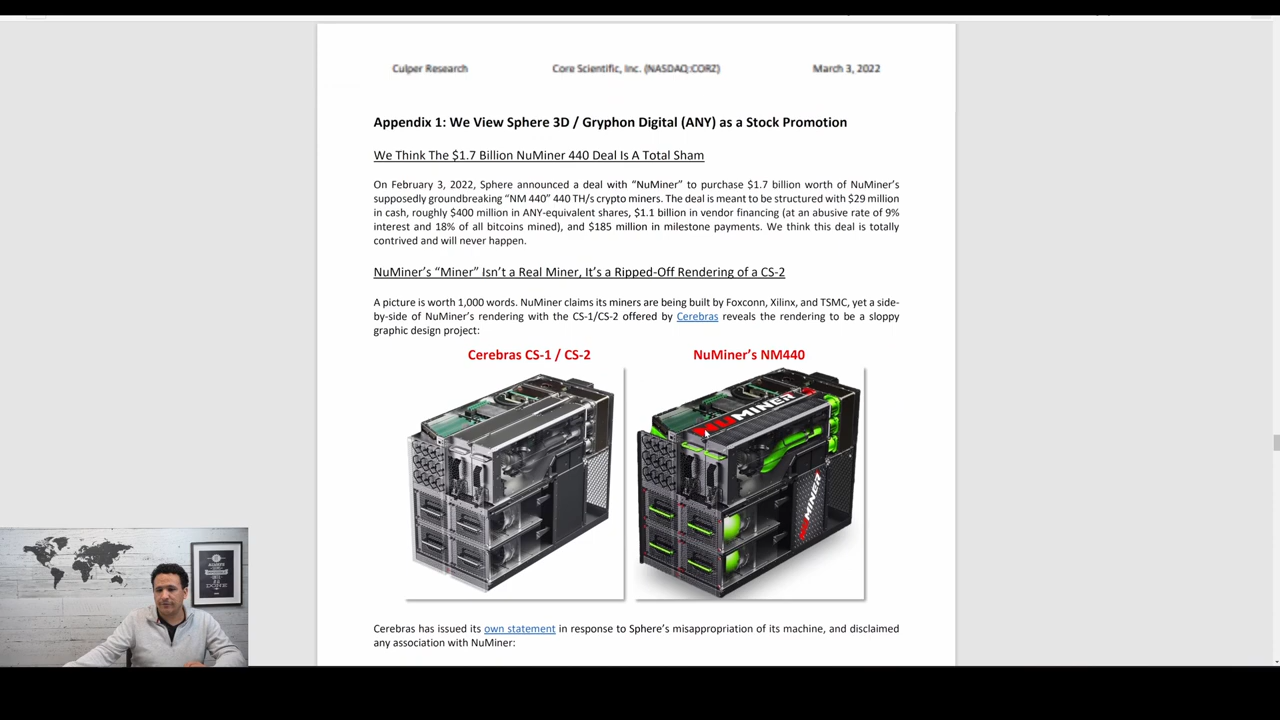 Culper Research Core Scientific, Inc. (NASDAQ:CORZ) March 3, 2022
Appendix 1: We View Sphere 3D / Gryphon Digital (ANY) as a Stock Promotion
We Think The $1.7 Billion NuMiner 440 Deal Is A Total Sham
On February 3, 2022, Sphere announced a deal with “NuMiner” to purchase $1.7 billion worth of NuMiner’s
supposedly groundbreaking “NM 440” 440 TH/s crypto miners. The deal is meant to be structured with $29 million
in cash, roughly $400 million in ANY-equivalent shares, $1.1 billion in vendor financing (at an abusive rate of 9%
interest and 18% of all bitcoins mined), and $185 million in milestone payments. We think this deal is totally
contrived and will never happen.
NuMiner’s “Miner” Isn’t a Real Miner, It’s a Ripped-Off Rendering of a CS-2
A picture is worth 1,000 words. NuMiner claims its miners are being built by Foxconn, Xilinx, and TSMC, yet a side-
by-side of NuMiner’s rendering with the CS-1/CS-2 offered by Cerebras reveals the rendering to be a sloppy
graphic design project:
Cerebras CS-1 / CS-2
NuMiner’s NM440
NUMINER
NUMINER
Cerebras has issued its own statement in response to Sphere’s misappropriation of its machine, and disclaimed
any association with NuMiner: